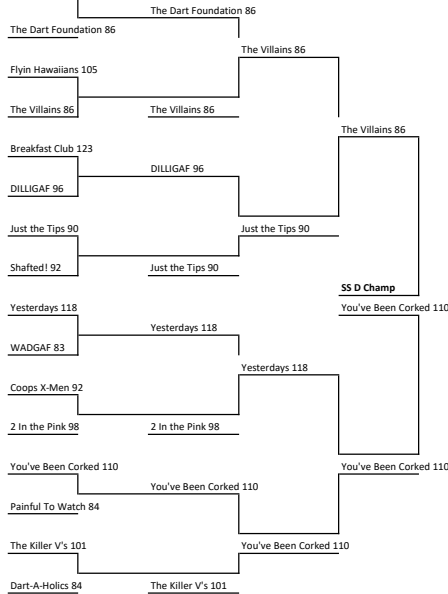 The Dart Foundation 86
The Dart Foundation 86
The Villains 86
Flyin Hawaiians 105
The Villains 86
The Villains 86
The Villains 86
Breakfast Club 123
DILLIGAF 96
DILLIGAF 96
Just the Tips 90
Just the Tips 90
Shafted! 92
Just the Tips 90
SS D Champ
Yesterdays 118
You've Been Corked 110
Yesterdays 118
WADGAF 83
Yesterdays 118
Coops X-Men 92
2 In the Pink 98
2 In the Pink 98
You've Been Corked 110
You've Been Corked 110
You've Been Corked 110
Painful To Watch 84
The Killer V's 101
You've Been Corked 110
Dart-A-Holics 84
The Killer V's 101